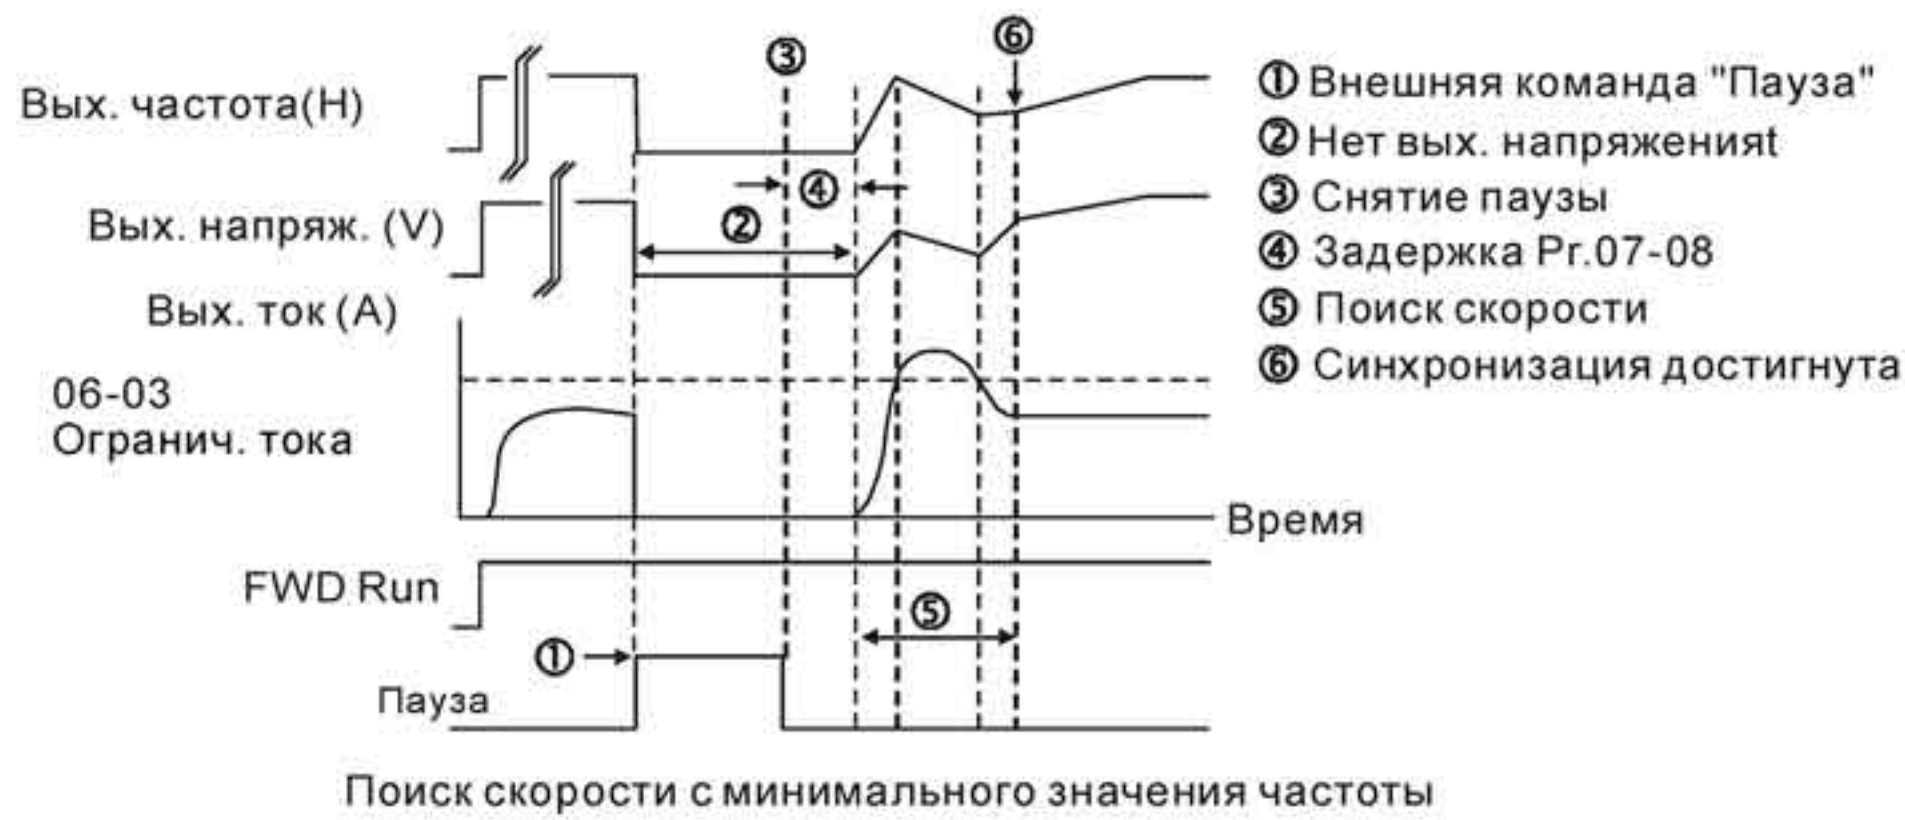 ⑥
③
Вых. частота(H)
④
②
Вых. напряж. (V)
Вых. ток (A)
06-03
Огранич. тока
Время
FWD Run
⑤
①
Пауза
① Внешняя команда "Пауза"
② Нет вых. напряженияt
③ Снятие паузы
④ Задержка Pr.07-08
⑤ Поиск скорости
⑥ Синхронизация достигнута
Поиск скорости с минимального значения частоты